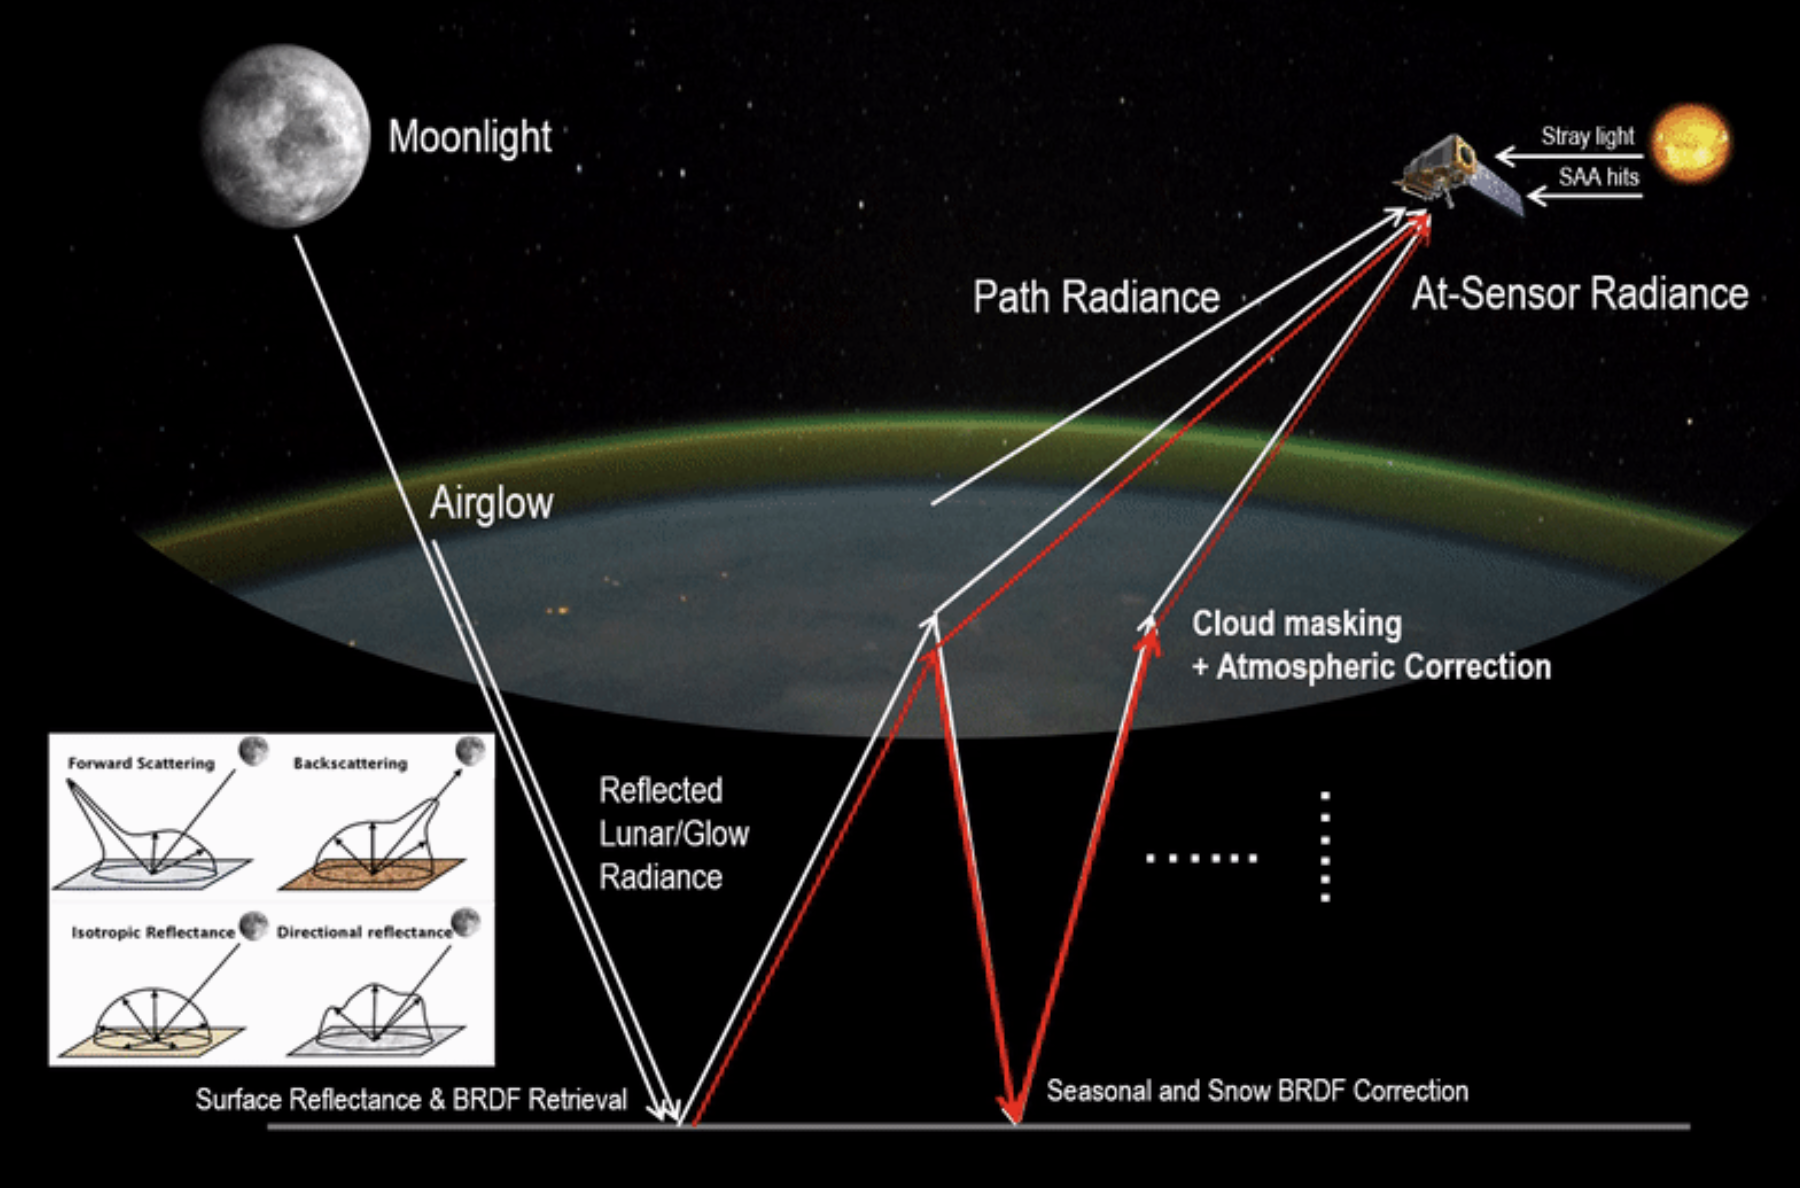 Moonlight
Stray light
SAA hits
Path Radiance
At-Sensor Radiance
Airglow
Cloud masking
+ Atmospheric Correction
Forward Scattering
Backscattering
Reflected
Lunar/Glow
Radiance
Isotropic Reflectance
Directional reflectance
Surface Reflectance & BRDF Retrieval
Seasonal and Snow BRDF Correction